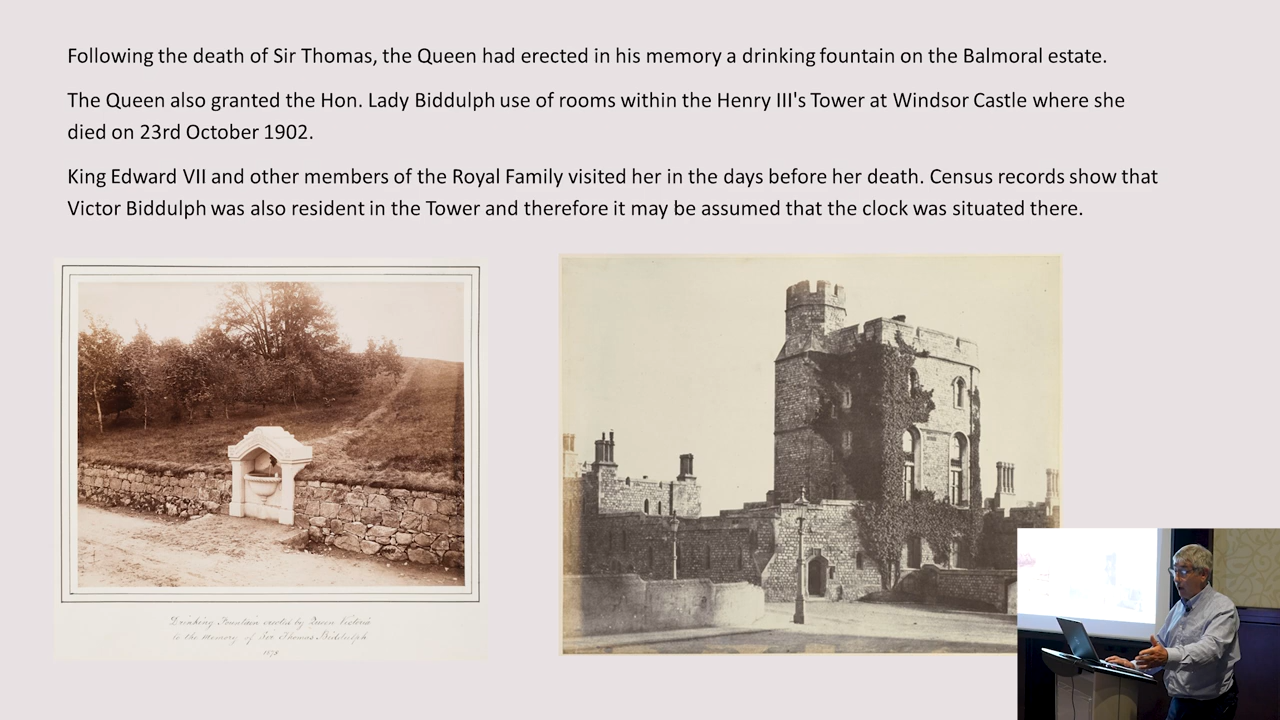 Following the death of Sir Thomas, the Queen had erected in his memory a drinking fountain on the Balmoral estate.
The Queen also granted the Hon. Lady Biddulph use of rooms within the Henry III's Tower at Windsor Castle where she
died on 23rd October 1902.
King Edward VII and other members of the Royal Family visited her in the days before her death. Census records show that
Victor Biddulph was also resident in the Tower and therefore it may be assumed that the clock was situated there.
Drinking Fountain erected by Queen Victoria
to the memory of Sir Thomas Biddulph